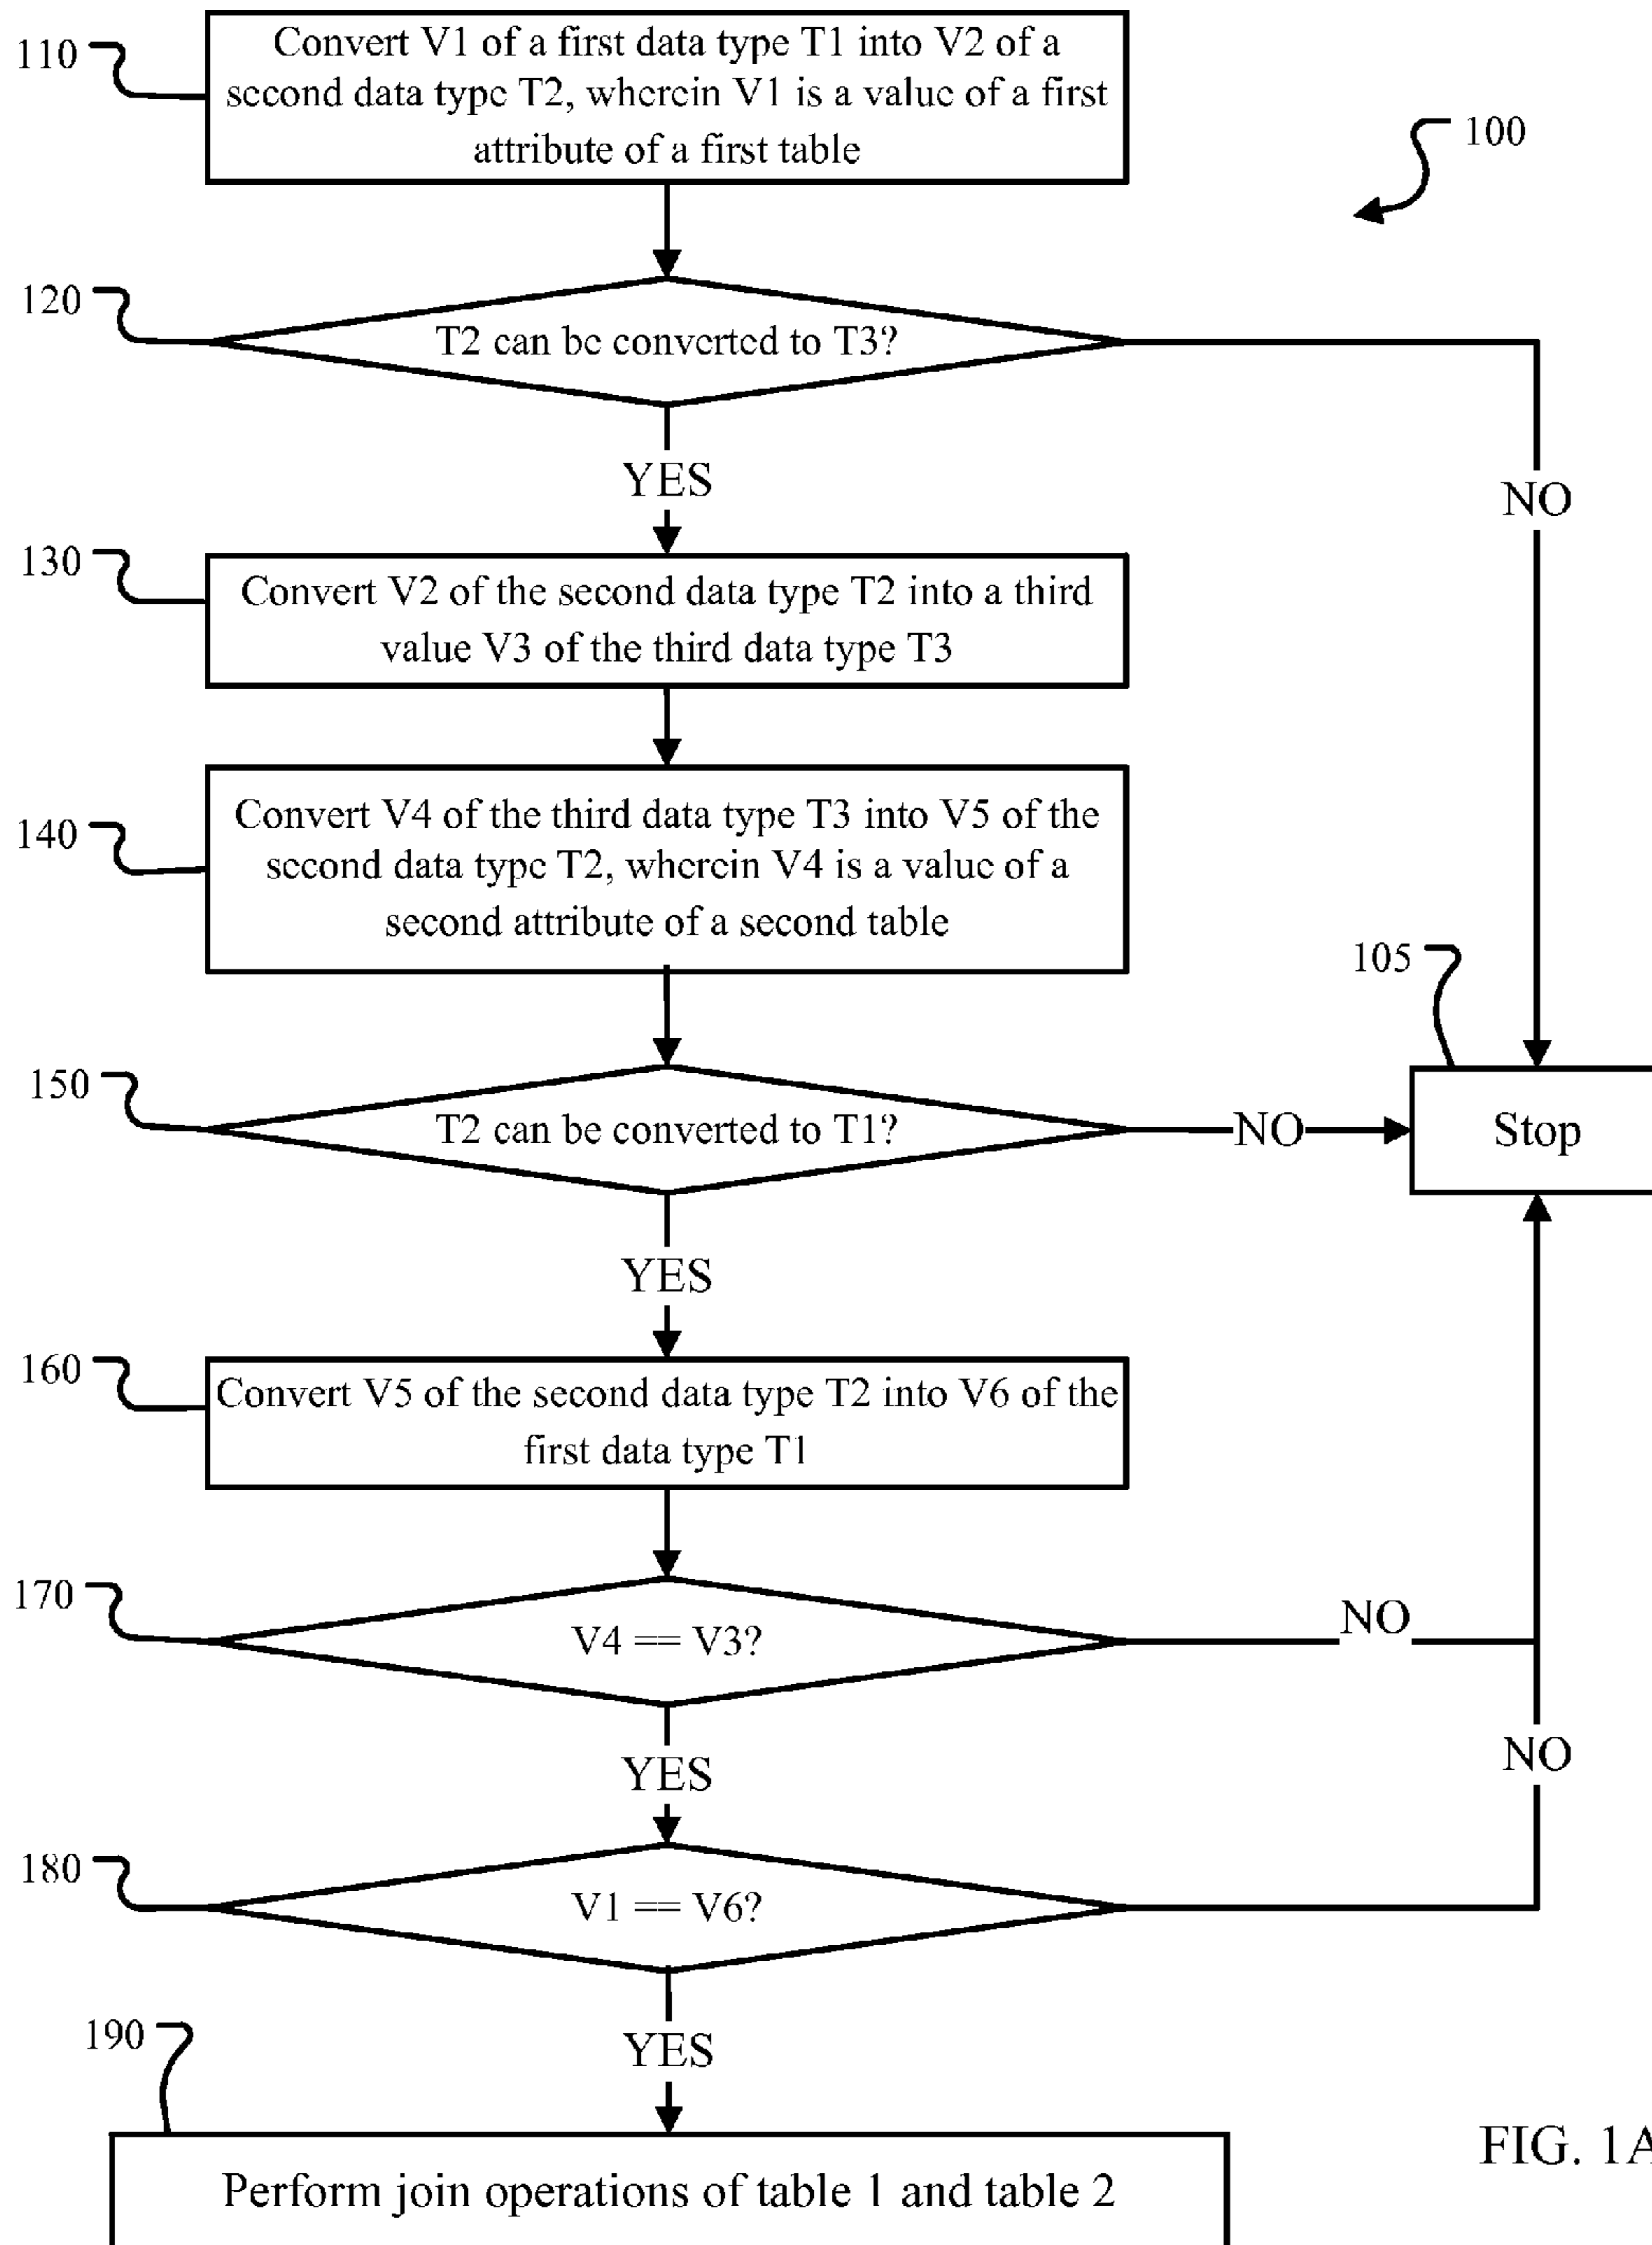 110
Convert V1 of a first data type T1 into V2 of a
second data type T2, wherein V1 is a value of a first
attribute of a first table
100
120
T2 can be converted to T3?
YES
NO
130
Convert V2 of the second data type T2 into a third
value V3 of the third data type T3
140
Convert V4 of the third data type T3 into V5 of the
second data type T2, wherein V4 is a value of a
second attribute of a second table
105
150
T2 can be converted to T1?
NO
Stop
YES
160
Convert V5 of the second data type T2 into V6 of the
first data type T1
170
V4 == V3?
NO
YES
NO
180
V1 == V6?
YES
190
Perform join operations of table 1 and table 2
FIG. 1A